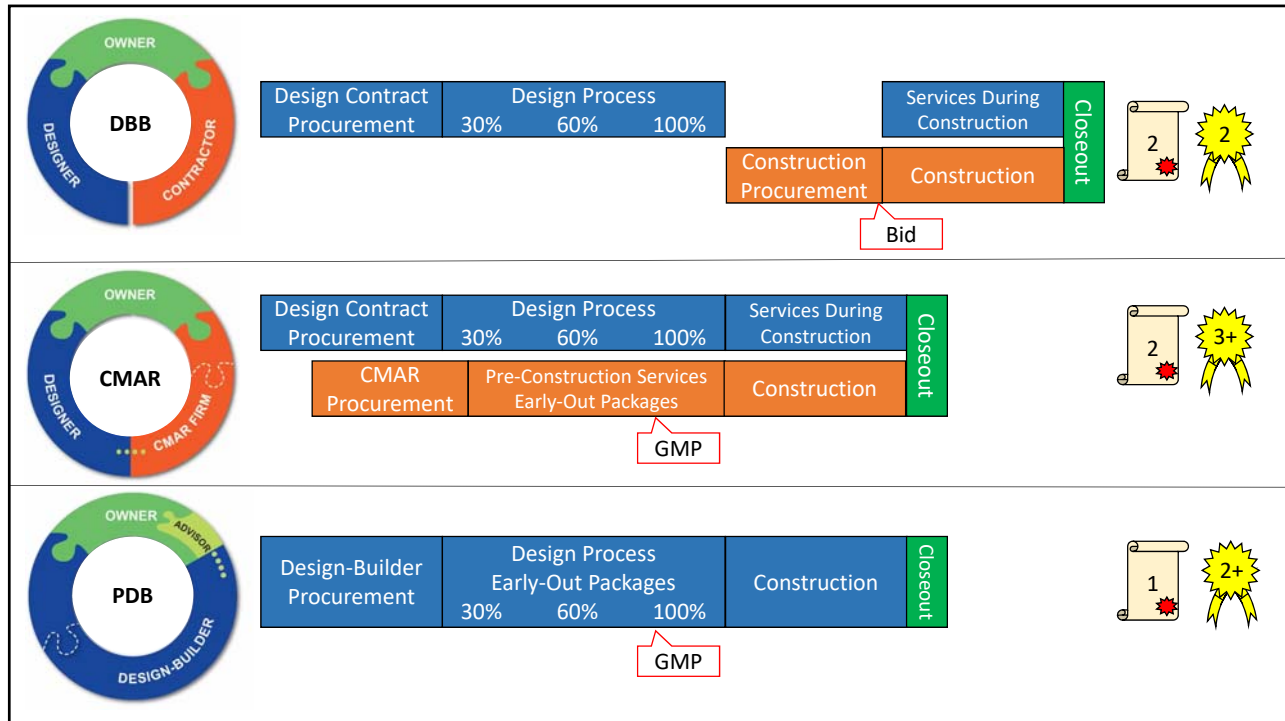 OWNER
DESIGNER
CONTRACTOR
DBB
Design Contract
Procurement
Design Process
30% 60% 100%
Services During
Construction
Construction
Procurement
Construction
Closeout
Bid
2
2
OWNER
DESIGNER
CMAR FIRM
CMAR
Design Contract
Procurement
Design Process
30% 60% 100%
Services During
Construction
CMAR
Procurement
Pre-Construction Services
Early-Out Packages
Construction
Closeout
GMP
2
3+
OWNER
ADVISOR
DESIGN-BUILDER
PDB
Design-Builder
Procurement
Design Process
Early-Out Packages
30% 60% 100%
Construction
Closeout
GMP
1
2+